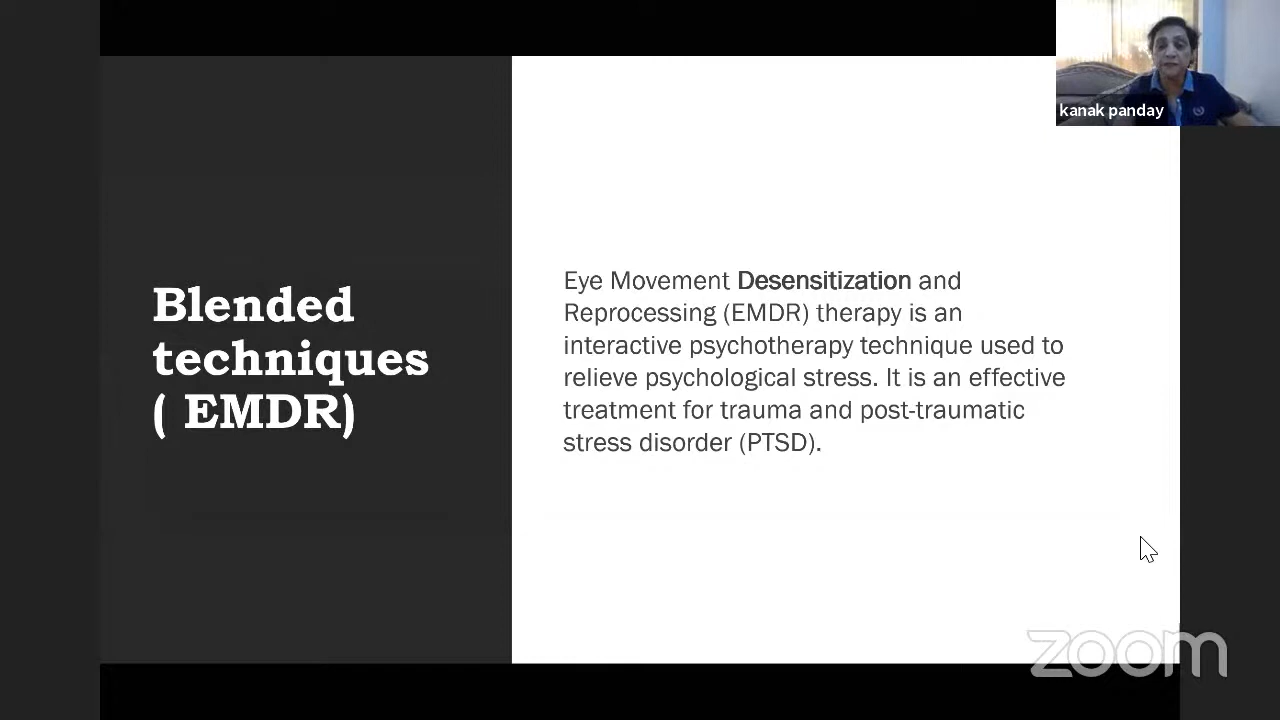 kanak panday
Blended
techniques
( EMDR)
Eye Movement Desensitization and
Reprocessing (EMDR) therapy is an
interactive psychotherapy technique used to
relieve psychological stress. It is an effective
treatment for trauma and post-traumatic
stress disorder (PTSD).
zoom